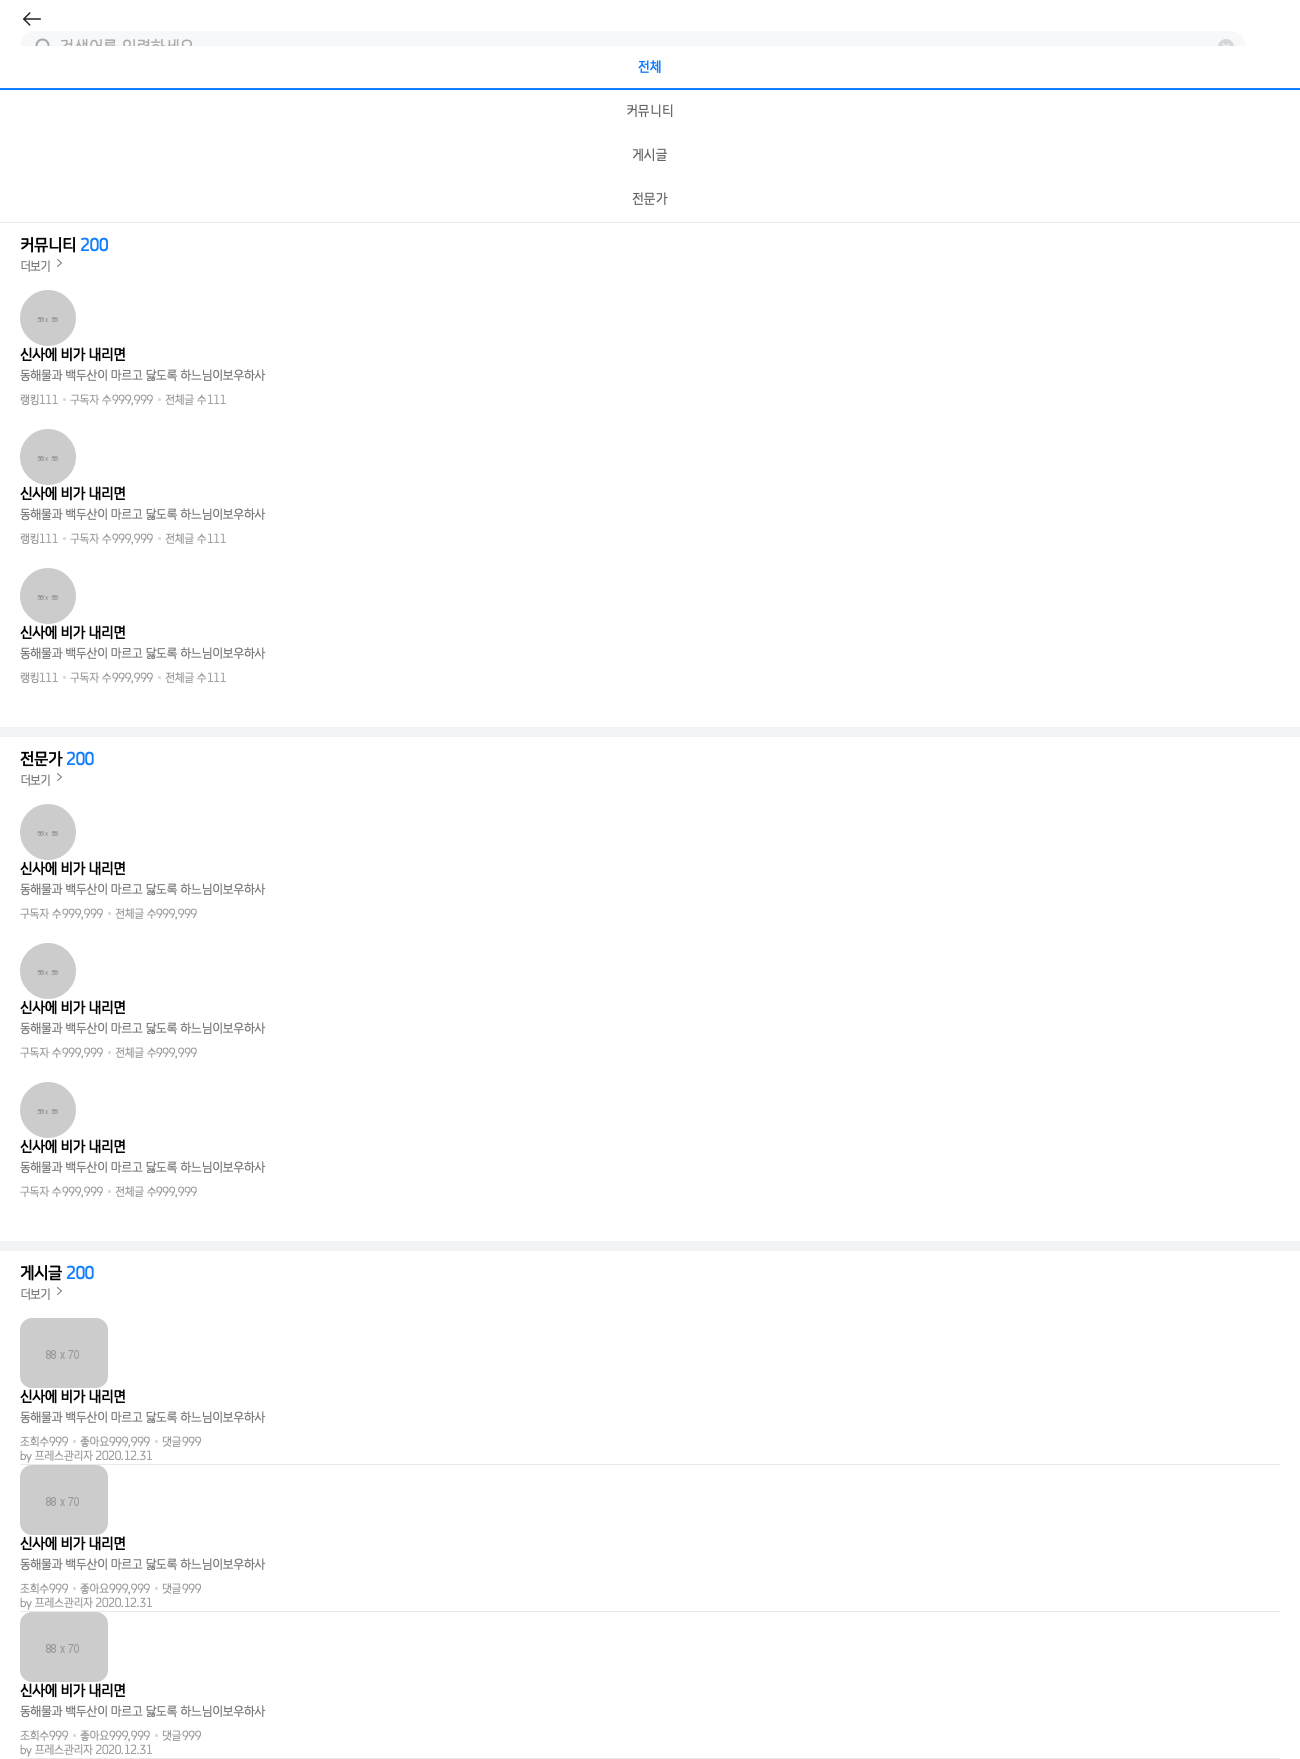 검색어를 입력하세요
전체
커뮤니티
게시글
전문가
커뮤니티 200
더보기
신사에 비가 내리면
동해물과 백두산이 마르고 닳도록 하느님이보우하사
랭킹111 • 구독자 수999,999 • 전체글 수111
신사에 비가 내리면
동해물과 백두산이 마르고 닳도록 하느님이보우하사
랭킹111 • 구독자 수999,999 • 전체글 수111
신사에 비가 내리면
동해물과 백두산이 마르고 닳도록 하느님이보우하사
랭킹111 • 구독자 수999,999 • 전체글 수111
전문가 200
더보기
신사에 비가 내리면
동해물과 백두산이 마르고 닳도록 하느님이보우하사
구독자 수999,999 • 전체글 수999,999
신사에 비가 내리면
동해물과 백두산이 마르고 닳도록 하느님이보우하사
구독자 수999,999 • 전체글 수999,999
신사에 비가 내리면
동해물과 백두산이 마르고 닳도록 하느님이보우하사
구독자 수999,999 • 전체글 수999,999
게시글 200
더보기
88 x 70
신사에 비가 내리면
동해물과 백두산이 마르고 닳도록 하느님이보우하사
조회수999 • 좋아요999,999 • 댓글999
by 프레스관리자 2020.12.31
88 x 70
신사에 비가 내리면
동해물과 백두산이 마르고 닳도록 하느님이보우하사
조회수999 • 좋아요999,999 • 댓글999
by 프레스관리자 2020.12.31
88 x 70
신사에 비가 내리면
동해물과 백두산이 마르고 닳도록 하느님이보우하사
조회수999 • 좋아요999,999 • 댓글999
by 프레스관리자 2020.12.31